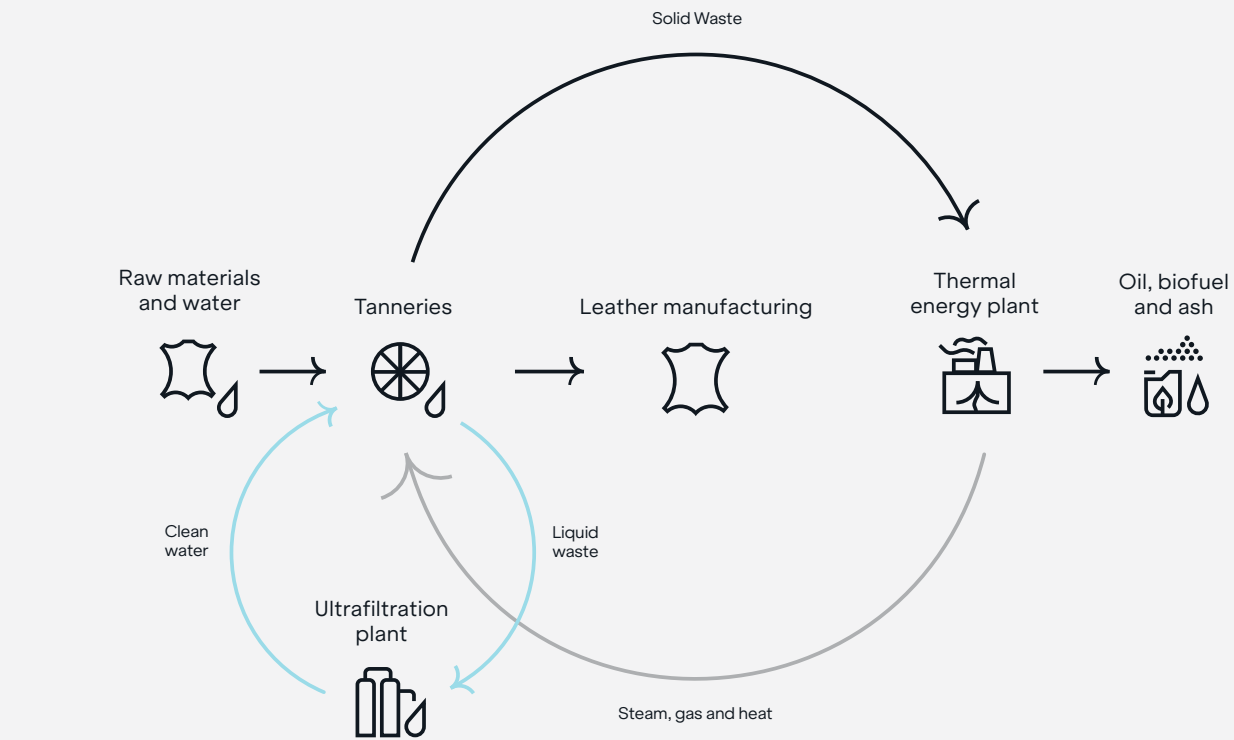 Solid Waste
Raw materials
and water
Tanneries
Leather manufacturing
Thermal
energy plant
Oil, biofuel
and ash
Clean
water
Liquid
waste
Ultrafiltration
plant
Steam, gas and heat